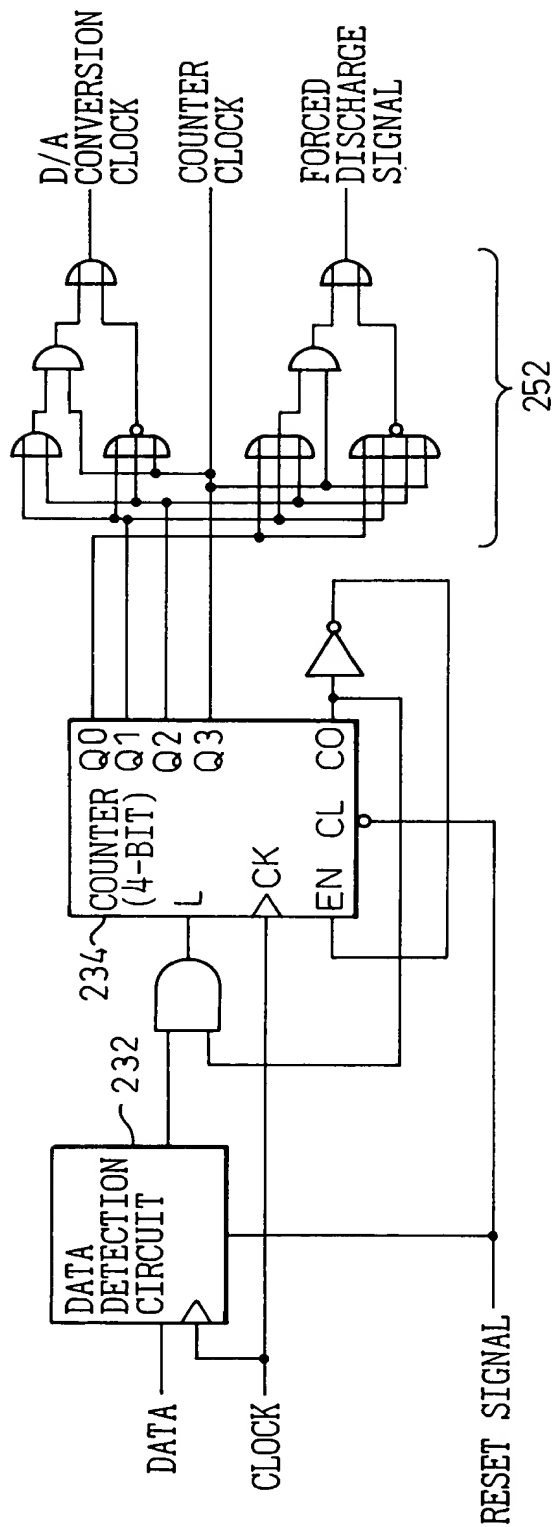 DATA
CLOCK
RESET SIGNAL
DATA
DETECTION
CIRCUIT
232
234
COUNTER
(4-BIT)
L
CK
EN
CL
CO
Q0
Q1
Q2
Q3
D/A
CONVERSION
CLOCK
COUNTER
CLOCK
FORCED
DISCHARGE
SIGNAL
252